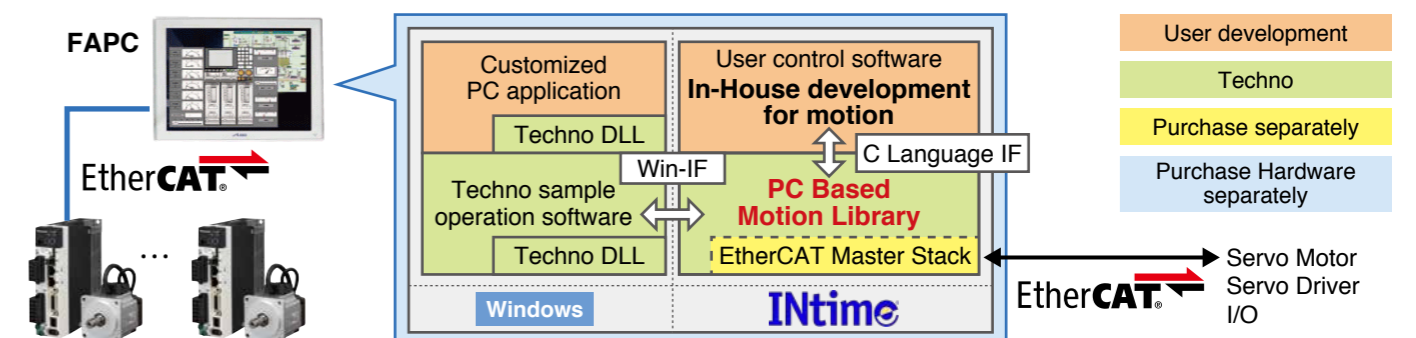 FAPC
EtherCAT®
...
Customized
PC application
Techno DLL
Techno sample
operation software
Techno DLL
Windows
User control software
In-House development
for motion
Win-IF
C Language IF
PC Based
Motion Library
EtherCAT Master Stack
INtime
EtherCAT®
Servo Motor
Servo Driver
I/O
User development
Techno
Purchase separately
Purchase Hardware
separately